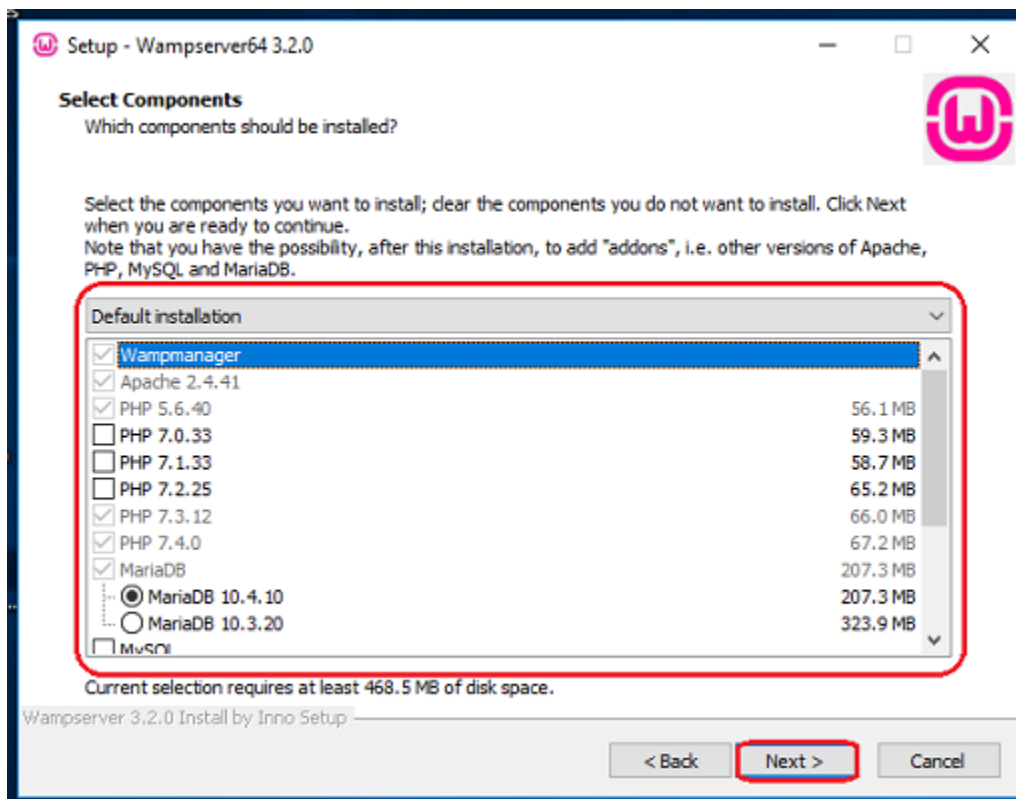 Setup - Wampserver64 3.2.0
Select Components
Which components should be installed?
Select the components you want to install; clear the components you do not want to install. Click Next
when you are ready to continue.
Note that you have the possibility, after this installation, to add "addons", i.e. other versions of Apache,
PHP, MySQL and MariaDB.
Default installation
Wampmanager
Apache 2.4.41
PHP 5.6.40 56.1 MB
PHP 7.0.33 59.3 MB
PHP 7.1.33 58.7 MB
PHP 7.2.25 65.2 MB
PHP 7.3.12 66.0 MB
PHP 7.4.0 67.2 MB
MariaDB 207.3 MB
MariaDB 10.4.10 207.3 MB
MariaDB 10.3.20 323.9 MB
MySQL
Current selection requires at least 468.5 MB of disk space.
Wampserver 3.2.0 Install by Inno Setup
< Back Next > Cancel